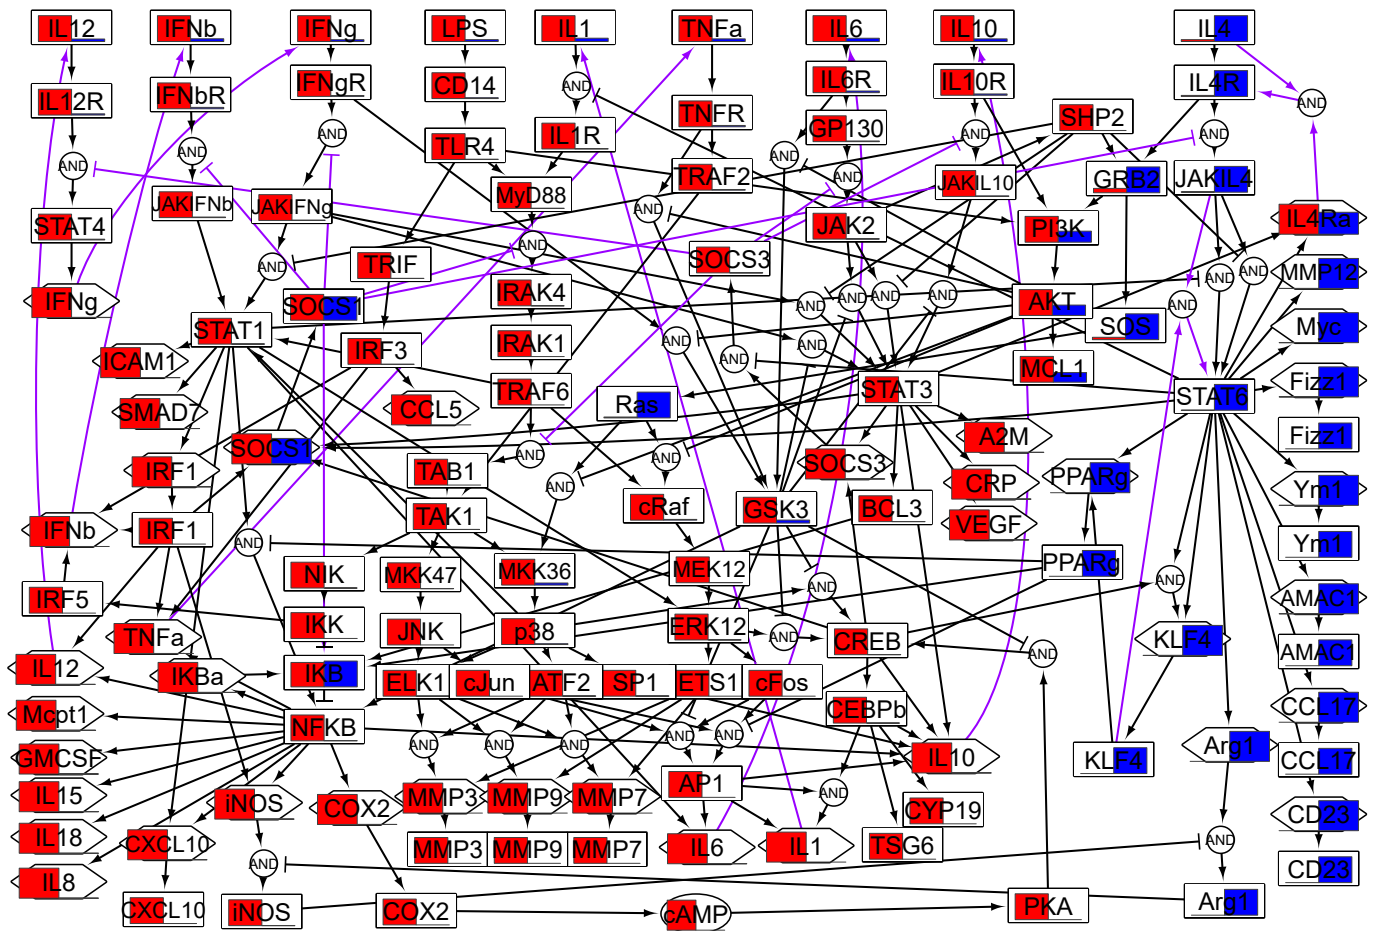 IL12 IFNb IFNg LPS IL1 TNFa IL6 IL10 IL4
IL12R IFNbR IFNgR CD14 AND TNFR IL6R IL10R SHP2 IL4R AND
AND AND AND TLR4 IL1R GP130 AND AND
STAT4 JAKIFNb JAKIFNg MyD88 TRAF2 AND AND JAKIL10 GRB2 JAKIL4
AND JAK2 PI3K IL4Ra
AND TRIF AND SOCS3 AND AND MMP12
IFNg SOCS1 IRAK4 AND AND AND AND AKT AND
STAT1 IRF3 IRAK1 AND AND AND SOS Myc
ICAM1 MCL1
SMAD7 CCL5 TRAF6 Ras STAT3 STAT6 Fizz1
SOCS1 AND AND A2M Fizz1
IRF1 TAB1 AND SOCS3 CRP PPARg Ym1
IFNb IRF1 TAK1 cRaf GSK3 BCL3 VEGF
AND Ym1
IRF5 NIK MKK47 MKK36 MEK12 AND PPARg AND AMAC1
TNFa IKK JNK p38 ERK12 AND CREB AND KLF4 AMAC1
IL12 IKBa IKB ELK1 cJun ATF2 SP1 ETS1 cFos
Mcpt1 NFKB CEBPb CCL17
GMCSF AND AND AND AND AND IL10 KLF4 Arg1 CCL17
IL15 iNOS COX2 MMP3 MMP9 MMP7 AP1 AND CYP19 CD23
IL18 CXCL10 MMP3 MMP9 MMP7 IL6 IL1 TSG6 AND
IL8 AND CD23
CXCL10 iNOS COX2 cAMP PKA Arg1